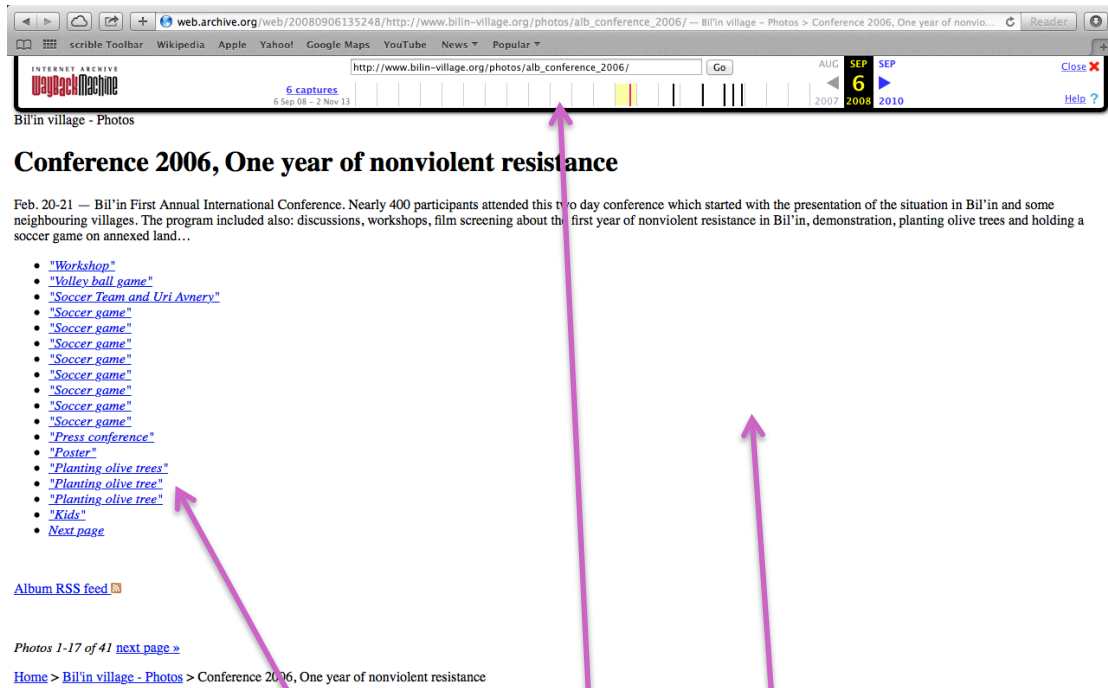 web.archive.org/web/20080906135248/http://www.bilin-village.org/photos/alb_conference_2006/ — Bil'in village – Photos > Conference 2006, One year of nonvio... Reader
scrible Toolbar Wikipedia Apple Yahoo! Google Maps YouTube News Popular
INTERNET ARCHIVE
WayBackMachine
http://www.bilin-village.org/photos/alb_conference_2006/ Go
6 captures
6 Sep 08 – 2 Nov 13
AUG SEP SEP
6
2007 2008 2010
Close
Help ?
Bil'in village - Photos
Conference 2006, One year of nonviolent resistance
Feb. 20-21 — Bil’in First Annual International Conference. Nearly 400 participants attended this two day conference which started with the presentation of the situation in Bil’in and some
neighbouring villages. The program included also: discussions, workshops, film screening about the first year of nonviolent resistance in Bil’in, demonstration, planting olive trees and holding a
soccer game on annexed land…
• "Workshop"
• "Volley ball game"
• "Soccer Team and Uri Avnery"
• "Soccer game"
• "Soccer game"
• "Soccer game"
• "Soccer game"
• "Soccer game"
• "Soccer game"
• "Soccer game"
• "Soccer game"
• "Press conference"
• "Poster"
• "Planting olive trees"
• "Planting olive tree"
• "Planting olive tree"
• "Kids"
• Next page
Album RSS feed
Photos 1-17 of 41 next page »
Home > Bil'in village - Photos > Conference 2006, One year of nonviolent resistance